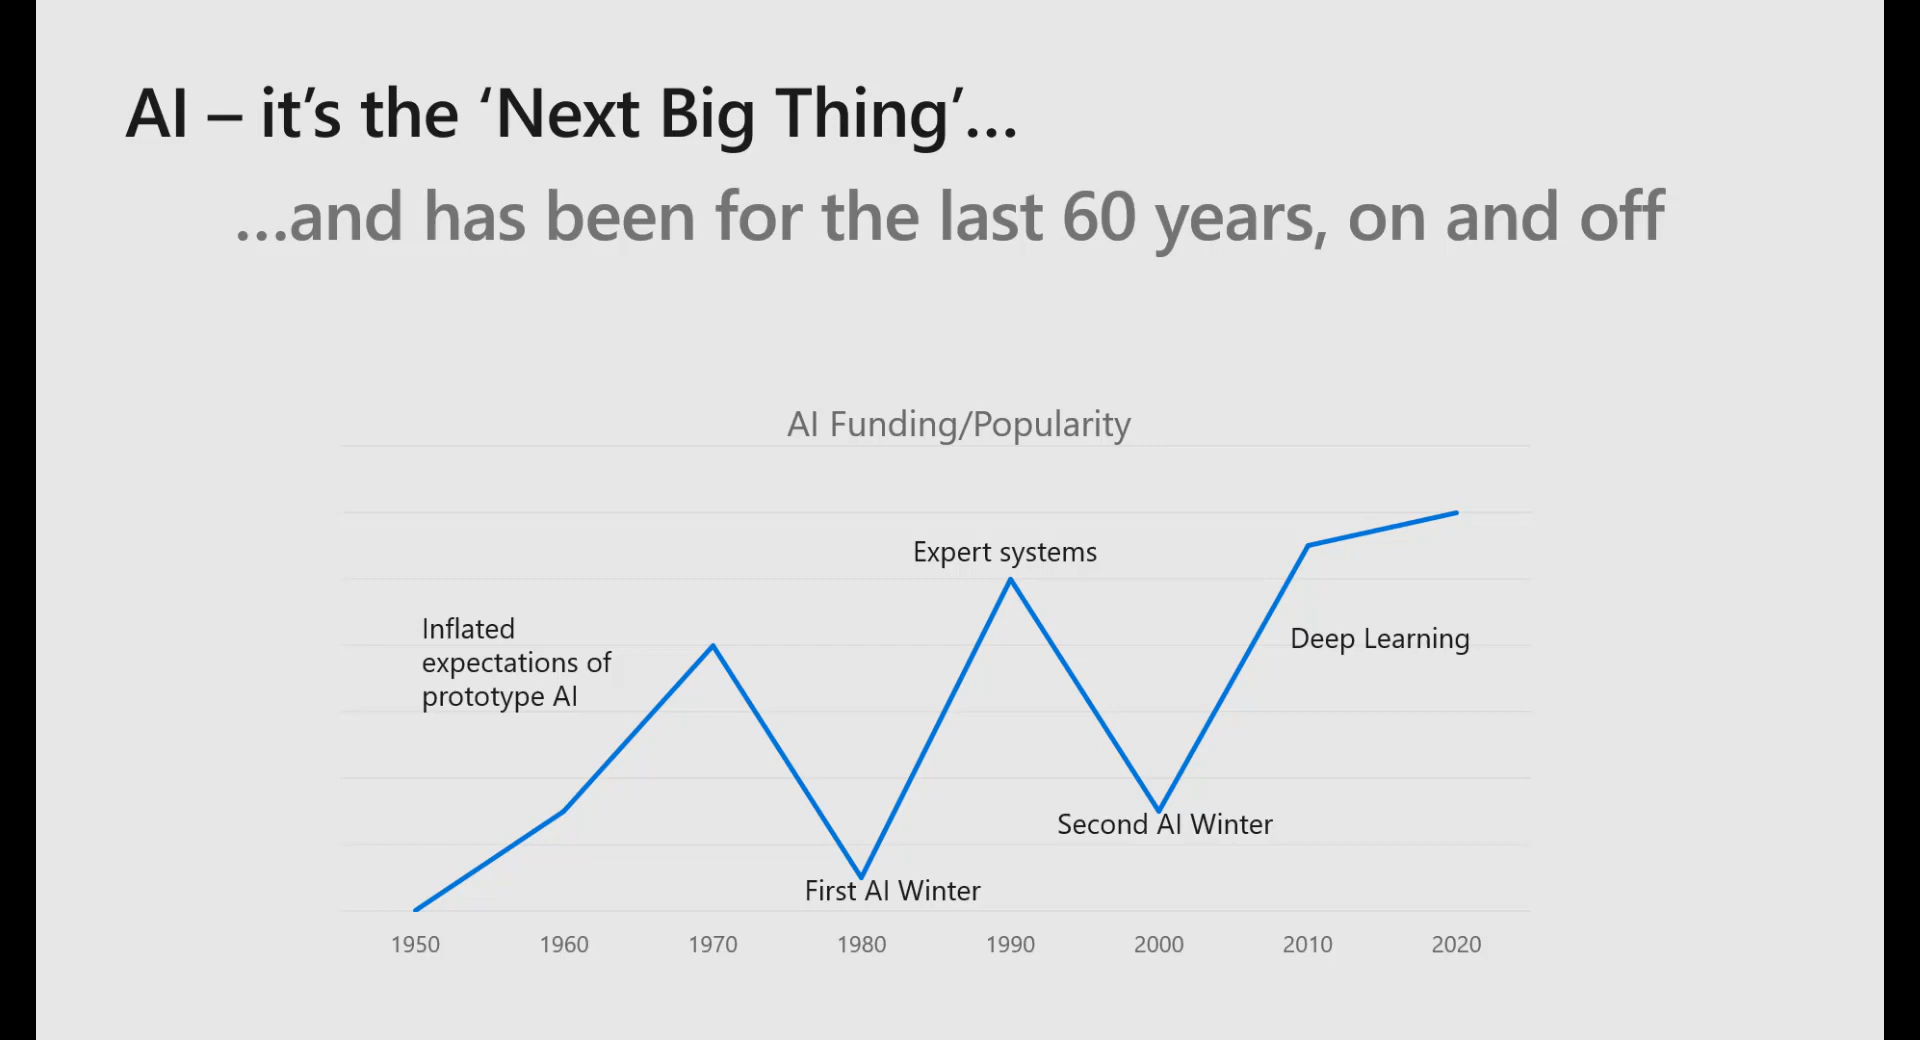 AI – it’s the ‘Next Big Thing’…
…and has been for the last 60 years, on and off
AI Funding/Popularity
Expert systems
Inflated
expectations of
prototype AI
Deep Learning
Second AI Winter
First AI Winter
1950 1960 1970 1980 1990 2000 2010 2020